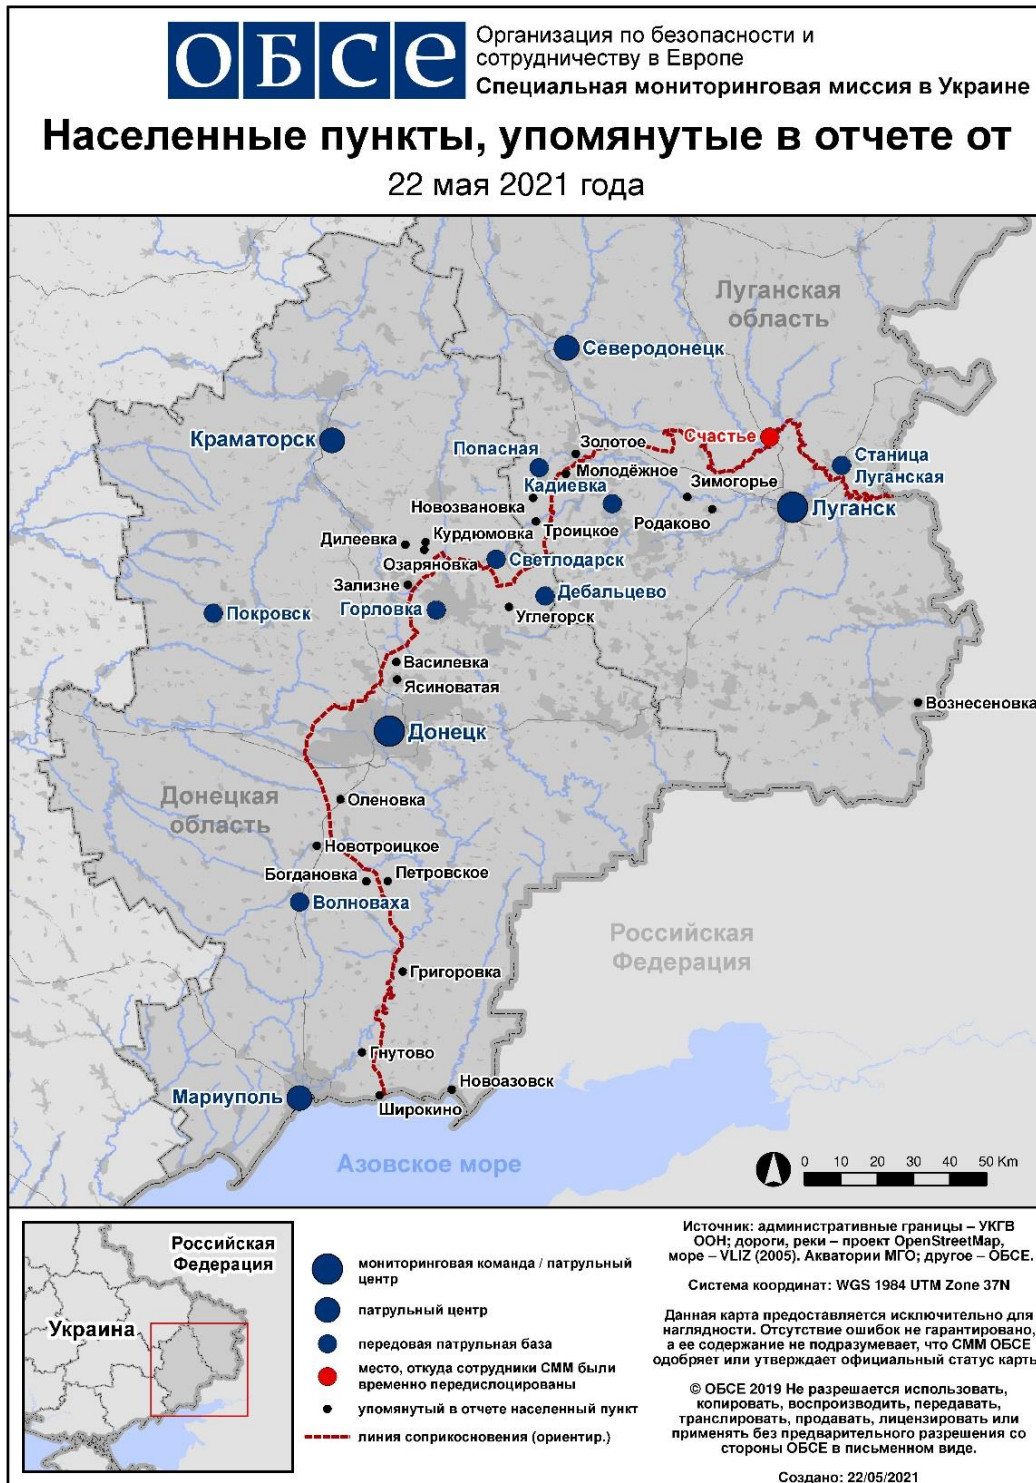 ОБСЕ
Организация по безопасности и
сотрудничеству в Европе
Специальная мониторинговая миссия в Украине
Населенные пункты, упомянутые в отчете от
22 мая 2021 года
Луганская
область
Северодонецк
Краматорск
Счастье
Золотое
Попасная
Станица
Луганская
Молодёжное
Кадиевка
Зимогорье
Новозвановка
Луганск
Родаково
Троицкое
Курдюмовка
Дилеевка
Озаряновка
Светлодарск
Зализне
Дебальцево
Горловка
Покровск
Углегорск
Василевка
Ясиноватая
Вознесеновка
Донецк
Донецкая
область
Оленовка
Новотроицкое
Богдановка
Петровское
Волноваха
Российская
Федерация
Григоровка
Гнутово
Новоазовск
Мариуполь
Широкино
Азовское море
0 10 20 30 40 50 Km
Российская
Федерация
Украина
мониторинговая команда / патрульный
центр
патрульный центр
передовая патрульная база
место, откуда сотрудники СММ были
временно передислоцированы
упомянутый в отчете населенный пункт
линия соприкосновения (ориентир.)
Источник: административные границы – УКГВ
ООН; дороги, реки – проект OpenStreetMap,
море – VLIZ (2005). Акватории МГО; другое – ОБСЕ.
Система координат: WGS 1984 UTM Zone 37N
Данная карта предоставляется исключительно для
наглядности. Отсутствие ошибок не гарантировано,
а ее содержание не подразумевает, что СММ ОБСЕ
одобряет или утверждает официальный статус карты
© ОБСЕ 2019 Не разрешается использовать,
копировать, воспроизводить, передавать,
транслировать, продавать, лицензировать или
применять без предварительного разрешения со
стороны ОБСЕ в письменном виде.
Создано: 22/05/2021